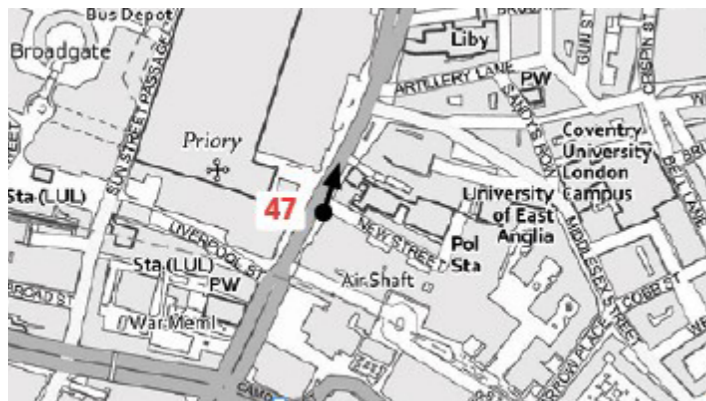 Bus Depot
Broadgate
SUN STREET PASSAGE
Liby
ARTILLERY LANE
PW
GUN ST
CRISPIN ST
SANDY'S ROW
Priory
Coventry
University
London
Campus
BELL LANE
Sta (LUL)
47
University
of East
Anglia
NEW STREET
Pol
Sta
MIDDLESEX STREET
LIVERPOOL ST
Sta (LUL)
PW
Air Shaft
BROAD ST
War Meml
COBB ST